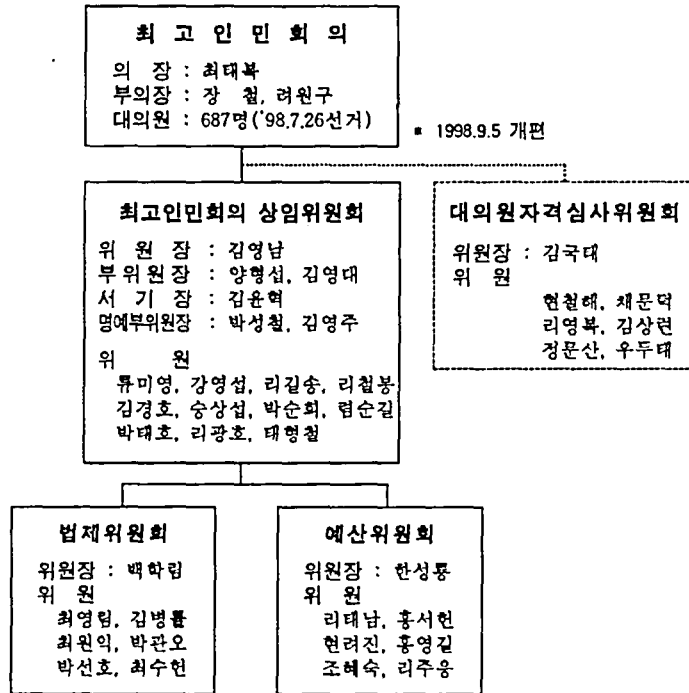 최 고 인 민 회 의
의 장 : 최태복
부의장 : 장 철, 려원구
대의원 : 687명('98.7.26선거)
▪ 1998.9.5 개편
최고인민회의 상임위원회
위 원 장 : 김영남
부 위 원 장 : 양형섭, 김영대
서 기 장 : 김윤혁
명예부위원장 : 박성철, 김영주
위 원
류미영, 강영섭, 리길송, 리철봉
김경호, 승상섭, 박순희, 렴순길
박태호, 리광호, 태형철
대의원자격심사위원회
위원장 : 김국태
위 원
현철해, 채문덕
리영복, 김상련
정문산, 우두태
법제위원회
위원장 : 백학림
위 원
최영림, 김병률
최원익, 박관오
박선호, 최수헌
예산위원회
위원장 : 한성룡
위 원
리태남, 홍서헌
현려진, 홍영길
조혜숙, 리주웅